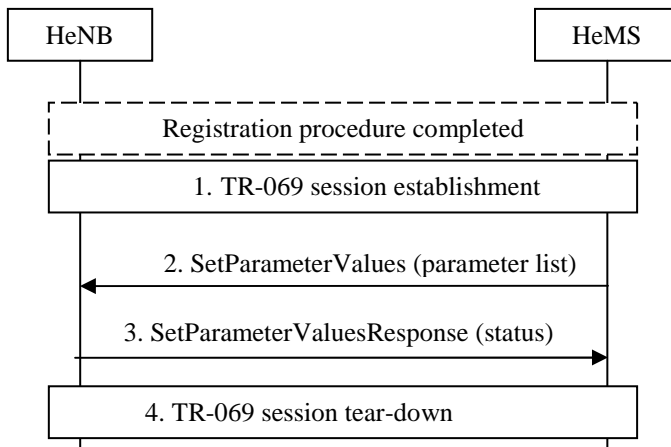 HeNB HeMS
Registration procedure completed
1. TR-069 session establishment
2. SetParameterValues (parameter list)
3. SetParameterValuesResponse (status)
4. TR-069 session tear-down